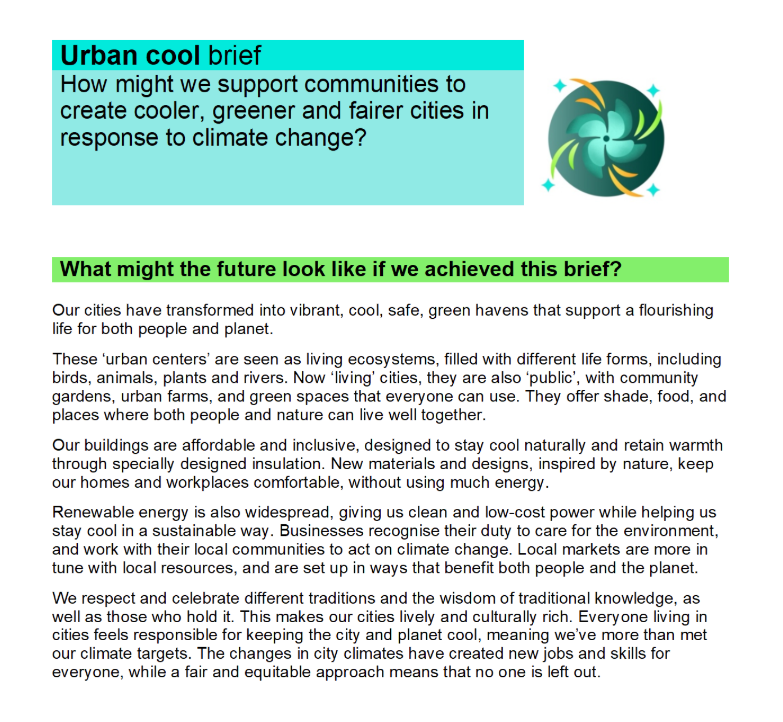 Urban cool brief
How might we support communities to
create cooler, greener and fairer cities in
response to climate change?
What might the future look like if we achieved this brief?
Our cities have transformed into vibrant, cool, safe, green havens that support a flourishing
life for both people and planet.
These ‘urban centers’ are seen as living ecosystems, filled with different life forms, including
birds, animals, plants and rivers. Now ‘living’ cities, they are also ‘public’, with community
gardens, urban farms, and green spaces that everyone can use. They offer shade, food, and
places where both people and nature can live well together.
Our buildings are affordable and inclusive, designed to stay cool naturally and retain warmth
through specially designed insulation. New materials and designs, inspired by nature, keep
our homes and workplaces comfortable, without using much energy.
Renewable energy is also widespread, giving us clean and low-cost power while helping us
stay cool in a sustainable way. Businesses recognise their duty to care for the environment,
and work with their local communities to act on climate change. Local markets are more in
tune with local resources, and are set up in ways that benefit both people and the planet.
We respect and celebrate different traditions and the wisdom of traditional knowledge, as
well as those who hold it. This makes our cities lively and culturally rich. Everyone living in
cities feels responsible for keeping the city and planet cool, meaning we’ve more than met
our climate targets. The changes in city climates have created new jobs and skills for
everyone, while a fair and equitable approach means that no one is left out.